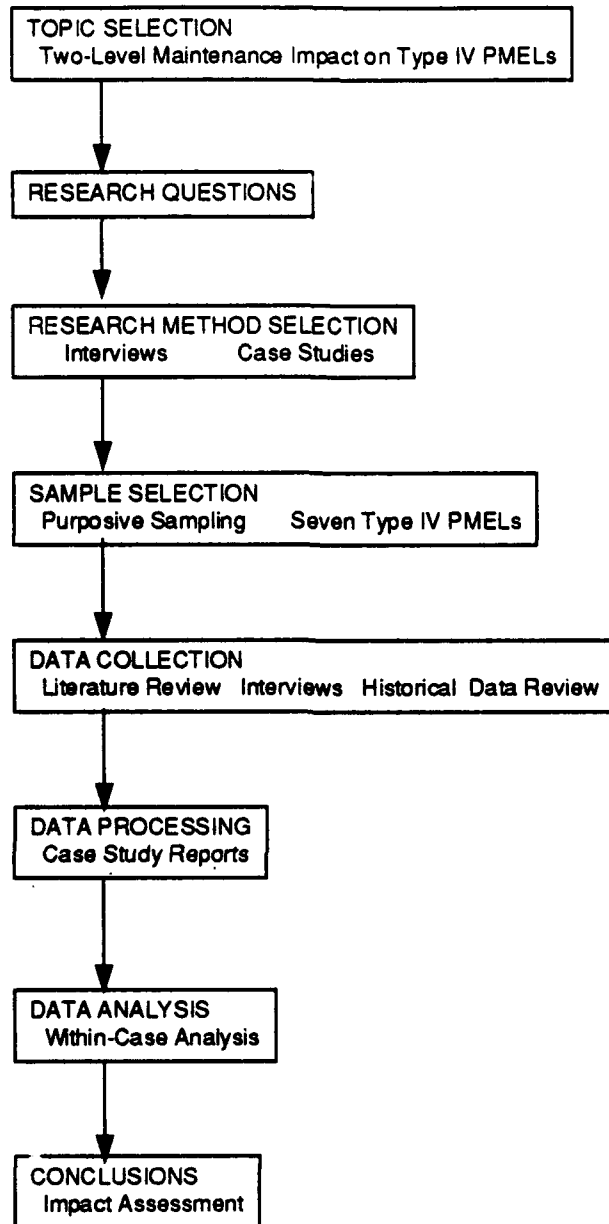 TOPIC SELECTION
Two-Level Maintenance Impact on Type IV PMELs
RESEARCH QUESTIONS
RESEARCH METHOD SELECTION
Interviews Case Studies
SAMPLE SELECTION
Purposive Sampling Seven Type IV PMELs
DATA COLLECTION
Literature Review Interviews Historical Data Review
DATA PROCESSING
Case Study Reports
DATA ANALYSIS
Within-Case Analysis
CONCLUSIONS
Impact Assessment